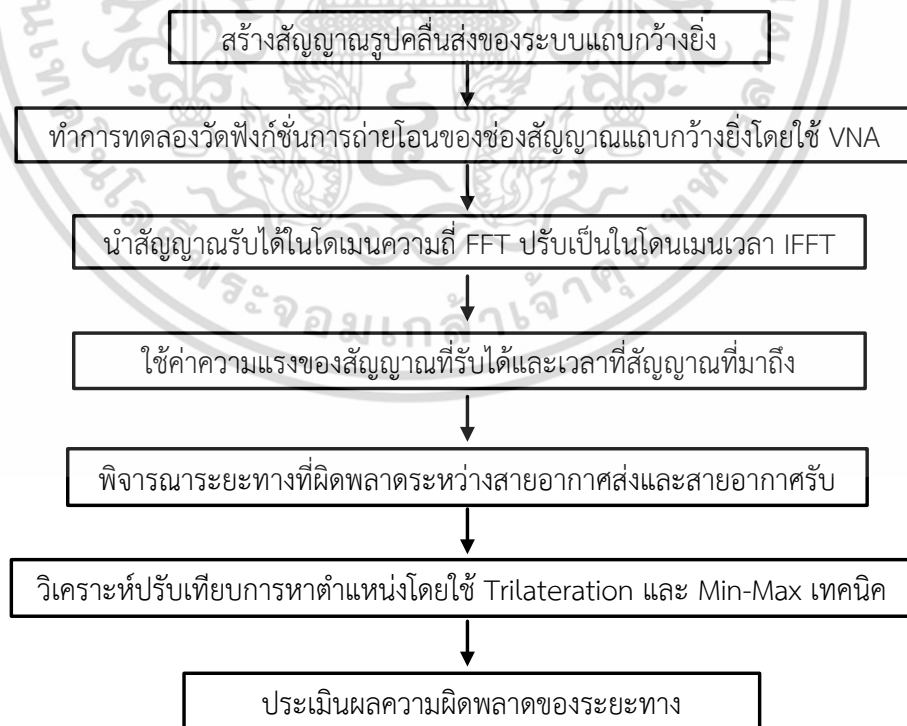 สร้างสัญญาณรูปคลื่นส่งของระบบแถบกว้างยิ่ง
ทำการทดลองวัดฟังก์ชั่นการถ่ายโอนของช่องสัญญาณแถบกว้างยิ่งโดยใช้ VNA
นำสัญญาณรับได้ในโดเมนความถี่ FFT ปรับเป็นในโดนเมนเวลา IFFT
ใช้ค่าความแรงของสัญญาณที่รับได้และเวลาที่สัญญาณที่มาถึง
พิจารณาระยะทางที่ผิดพลาดระหว่างสายอากาศส่งและสายอากาศรับ
วิเคราะห์ปรับเทียบการหาตำแหน่งโดยใช้ Trilateration และ Min-Max เทคนิค
ประเมินผลความผิดพลาดของระยะทาง